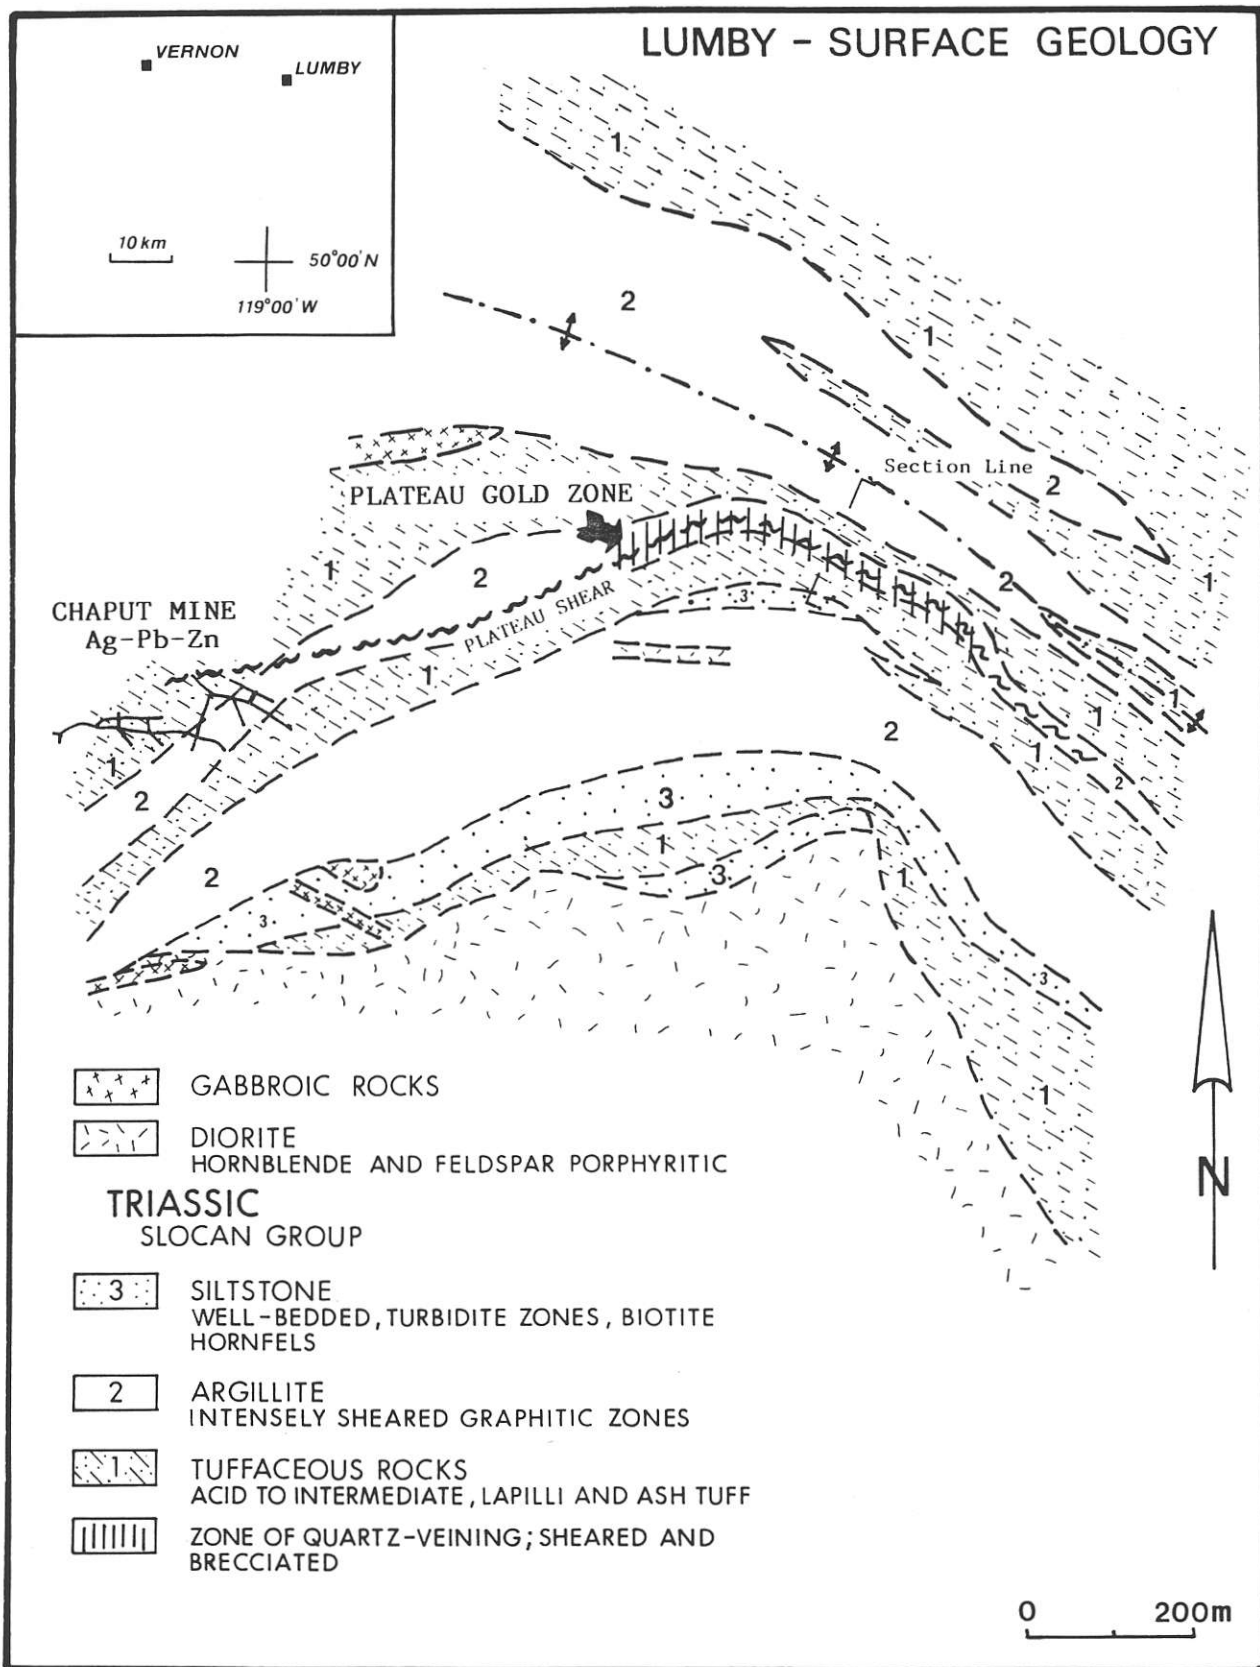 LUMBY - SURFACE GEOLOGY
VERNON
LUMBY
10 km
50°00'N
119°00'W
1
2
1
Section Line
2
PLATEAU GOLD ZONE
1
2
2
1
3
CHAPUT MINE
Ag-Pb-Zn
PLATEAU SHEAR
1
1
1
2
1
1
2
2
3
1
2
3
1
3
3
1
N
GABBROIC ROCKS
DIORITE
HORNBLENDE AND FELDSPAR PORPHYRITIC
TRIASSIC
SLOCAN GROUP
3
SILTSTONE
WELL-BEDDED, TURBIDITE ZONES, BIOTITE
HORNFELS
2
ARGILLITE
INTENSELY SHEARED GRAPHITIC ZONES
1
TUFFACEOUS ROCKS
ACID TO INTERMEDIATE, LAPILLI AND ASH TUFF
ZONE OF QUARTZ-VEINING; SHEARED AND
BRECCIATED
0 200m